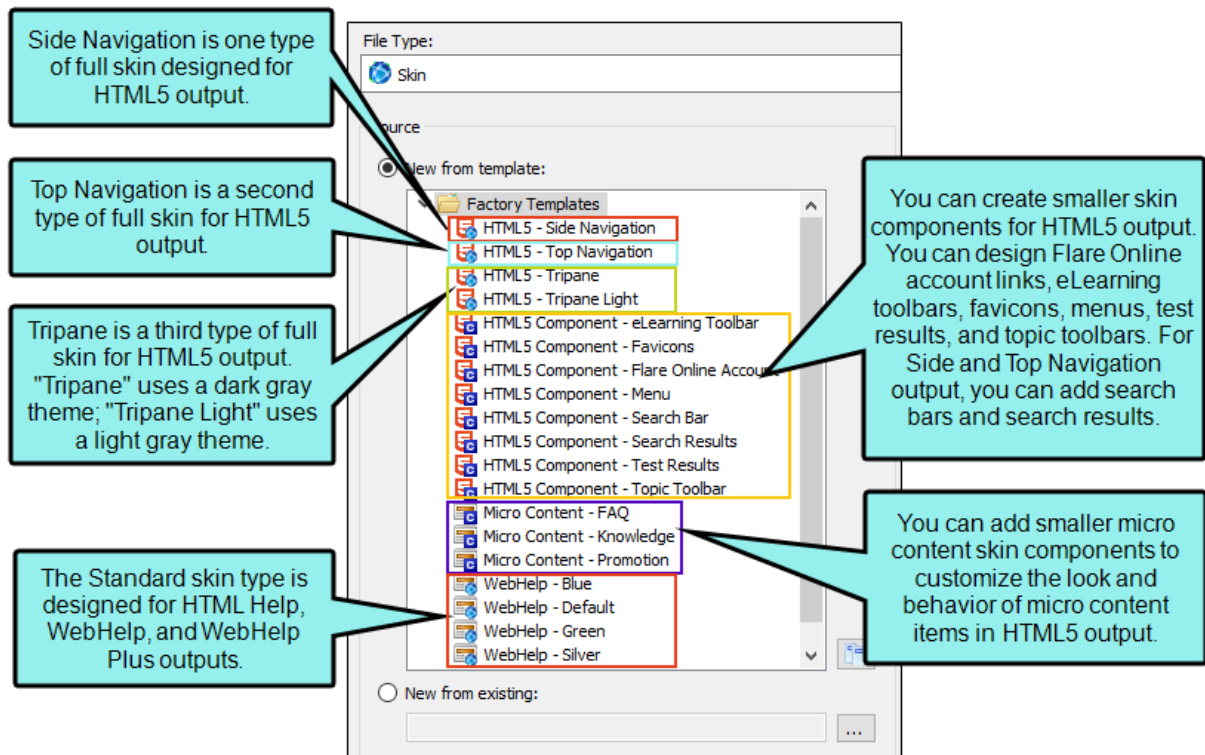 Side Navigation is one type
of full skin designed for
HTML5 output.
Top Navigation is a second
type of full skin for HTML5
output.
Tripane is a third type of full
skin for HTML5 output.
"Tripane" uses a dark gray
theme; "Tripane Light" uses
a light gray theme.
The Standard skin type is
designed for HTML Help,
WebHelp, and WebHelp
Plus outputs.
File Type:
Skin
ource
New from template:
Factory Templates
HTML5 - Side Navigation
HTML5 - Top Navigation
HTML5 - Tripane
HTML5 - Tripane Light
HTML5 Component - eLearning Toolbar
HTML5 Component - Favicons
HTML5 Component - Flare Online Account
HTML5 Component - Menu
HTML5 Component - Search Bar
HTML5 Component - Search Results
HTML5 Component - Test Results
HTML5 Component - Topic Toolbar
Micro Content - FAQ
Micro Content - Knowledge
Micro Content - Promotion
WebHelp - Blue
WebHelp - Default
WebHelp - Green
WebHelp - Silver
New from existing:
...
You can create smaller skin
components for HTML5 output.
You can design Flare Online
account links, eLearning
toolbars, favicons, menus, test
results, and topic toolbars. For
Side and Top Navigation
output, you can add search
bars and search results.
You can add smaller micro
content skin components to
customize the look and
behavior of micro content
items in HTML5 output.